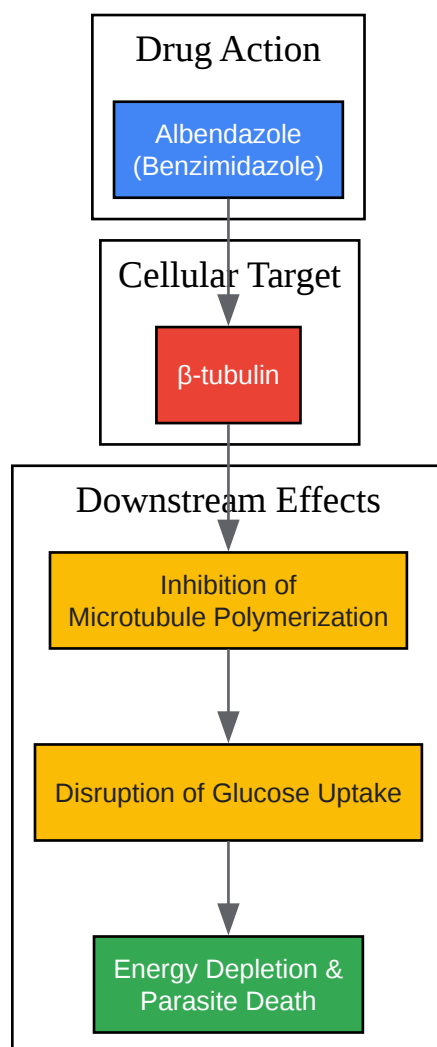 Drug Action
Albendazole
(Benzimidazole)
Cellular Target
β-tubulin
Downstream Effects
Inhibition of
Microtubule Polymerization
Disruption of Glucose Uptake
Energy Depletion &
Parasite Death